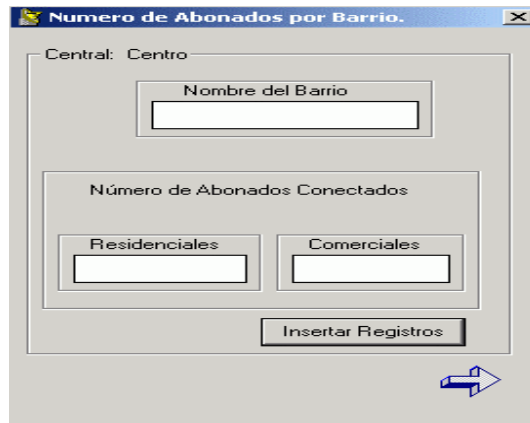 Numero de Abonados por Barrio.
Central: Centro
Nombre del Barrio
Número de Abonados Conectados
Residenciales Comerciales
Insertar Registros